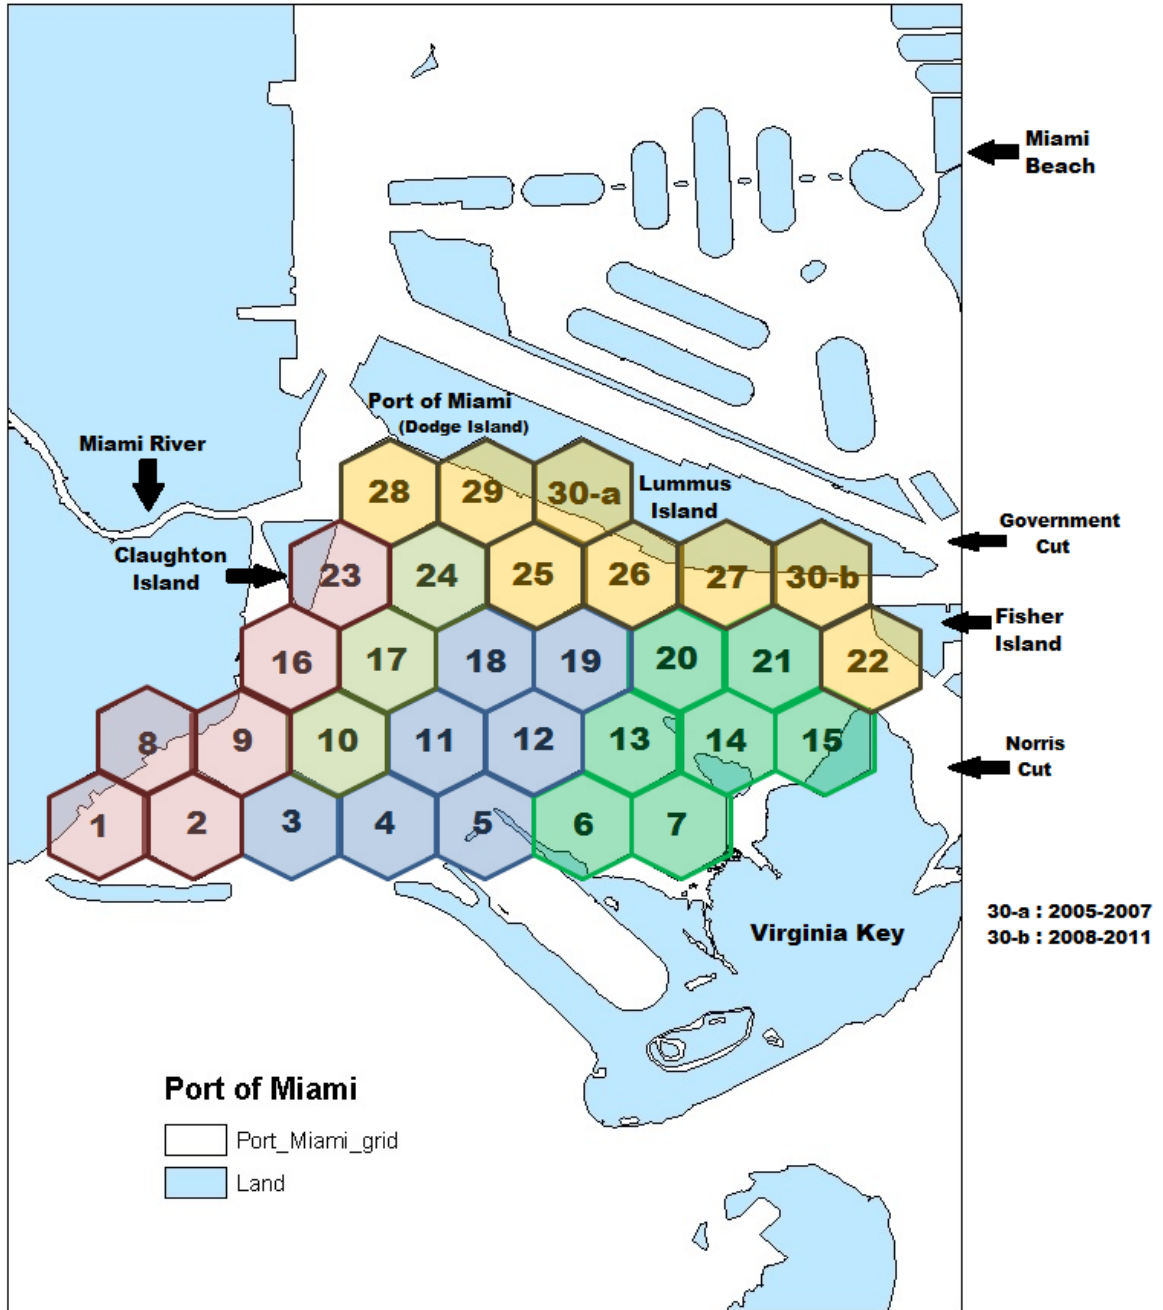 Miami
Beach
Port of Miami
(Dodge Island)
Miami River
28
29
30-a
Lummus
Island
Government
Cut
Claughton
Island
23
24
25
26
27
30-b
Fisher
Island
16
17
18
19
20
21
22
8
9
10
11
12
13
14
15
Norris
Cut
1
2
3
4
5
6
7
30-a : 2005-2007
30-b : 2008-2011
Virginia Key
Port of Miami
Port_Miami_grid
Land